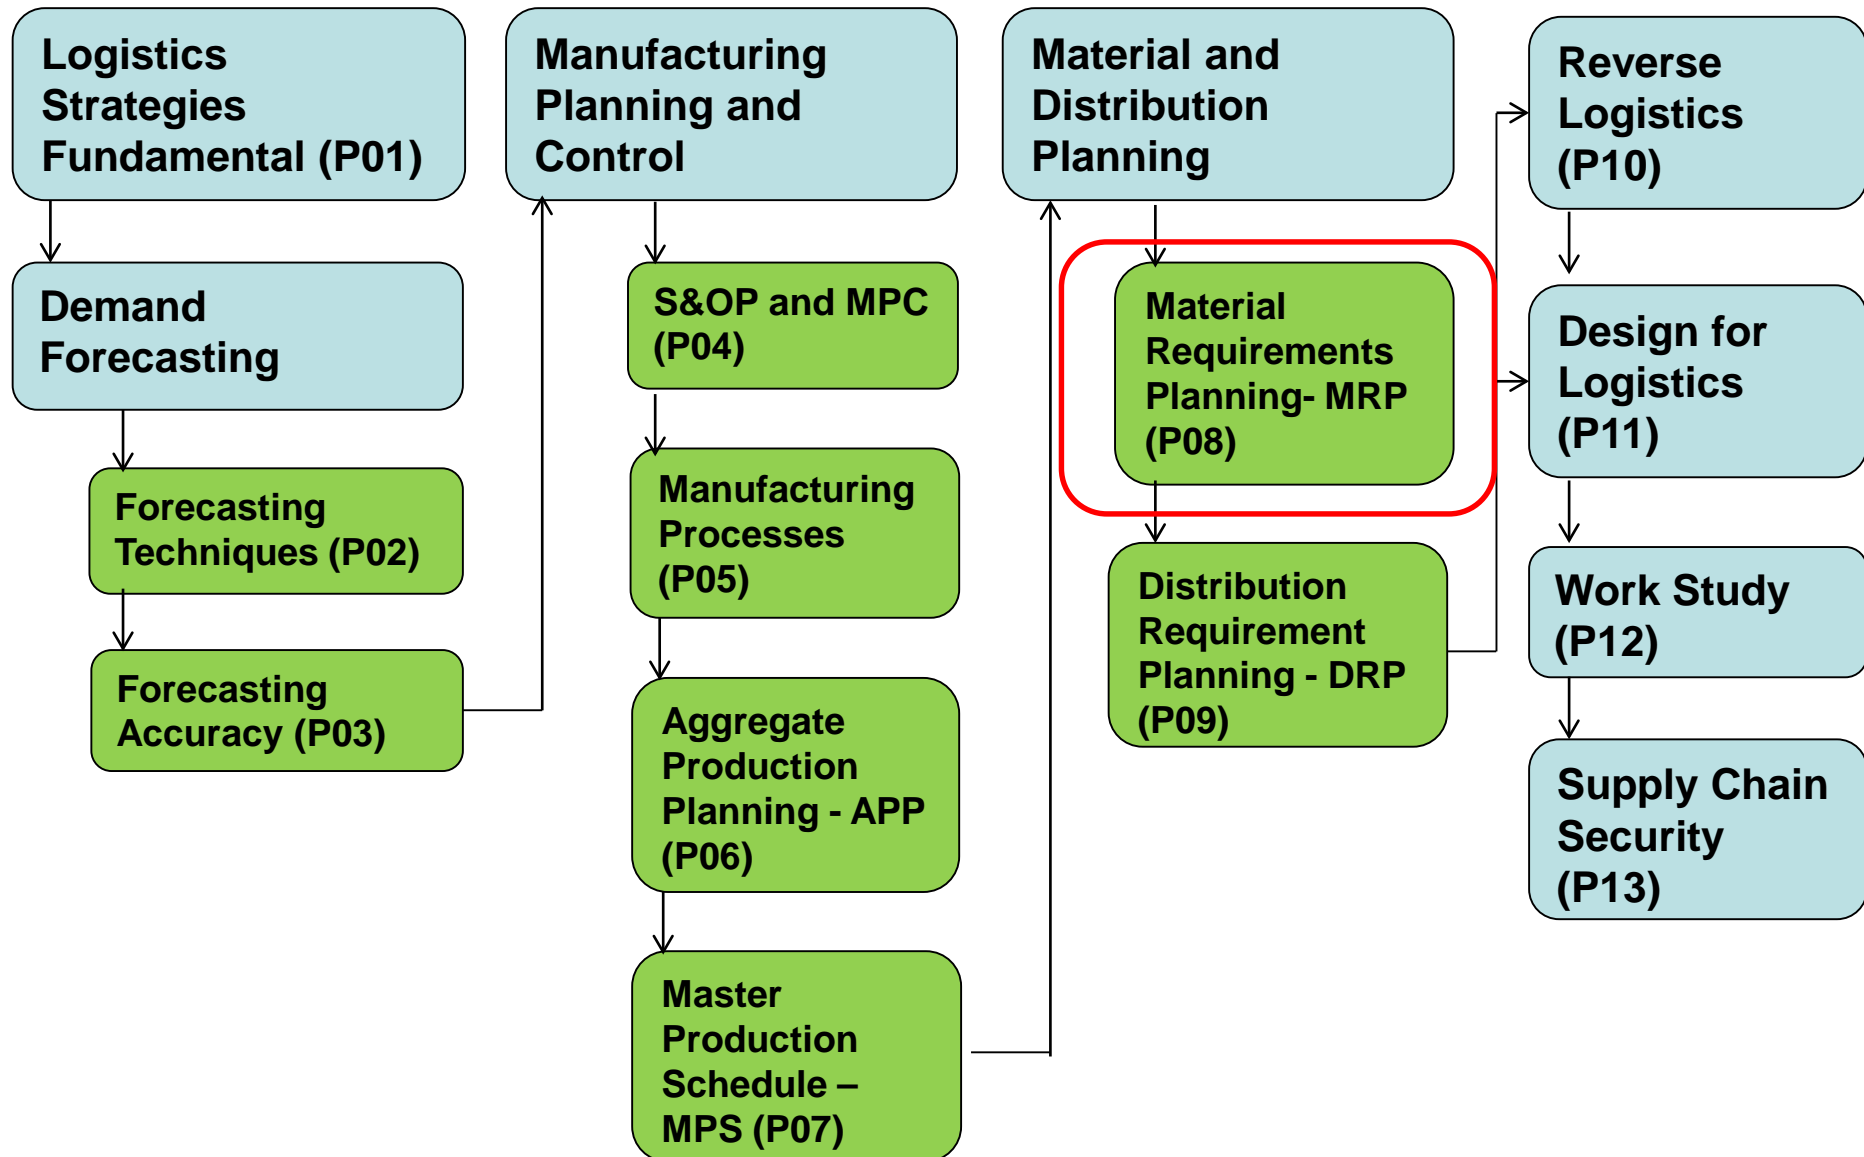 Logistics
Strategies
Fundamental (P01)
Demand
Forecasting
Forecasting
Techniques (P02)
Forecasting
Accuracy (P03)
Manufacturing
Planning and
Control
S&OP and MPC
(P04)
Manufacturing
Processes
(P05)
Aggregate
Production
Planning - APP
(P06)
Master
Production
Schedule –
MPS (P07)
Material and
Distribution
Planning
Material
Requirements
Planning- MRP
(P08)
Distribution
Requirement
Planning - DRP
(P09)
Reverse
Logistics
(P10)
Design for
Logistics
(P11)
Work Study
(P12)
Supply Chain
Security
(P13)